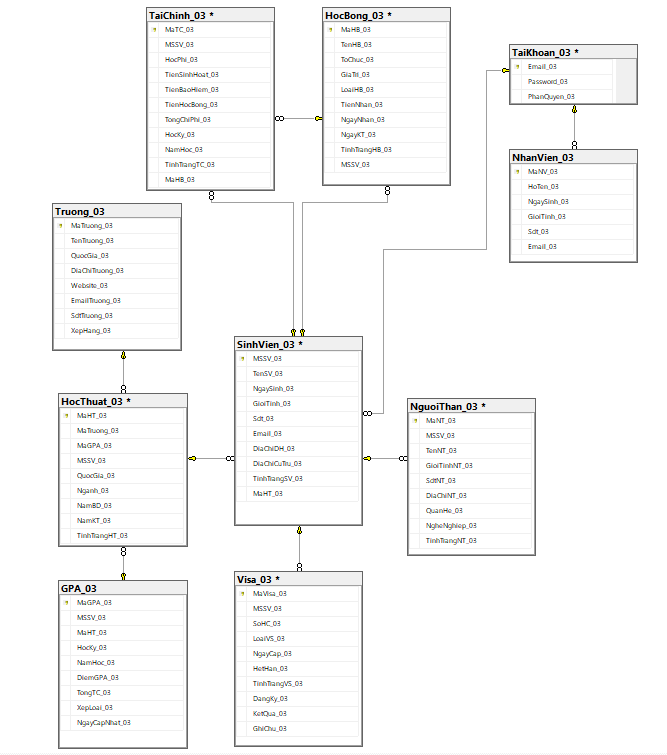 TaiChinh_03 *
MaTC_03
MSSV_03
HocPhi_03
TienSinhHoat_03
TienBaoHiem_03
TienHocBong_03
TongChiPhi_03
HocKy_03
NamHoc_03
TinhTrangTC_03
MaHB_03
HocBong_03 *
MaHB_03
TenHB_03
ToChuc_03
GiaTri_03
LoaiHB_03
TienNhan_03
NgayNhan_03
NgayKT_03
TinhTrangHB_03
MSSV_03
TaiKhoan_03 *
Email_03
Password_03
PhanQuyen_03
NhanVien_03
MaNV_03
HoTen_03
NgaySinh_03
GioiTinh_03
Sdt_03
Email_03
Truong_03
MaTruong_03
TenTruong_03
QuocGia_03
DiaChiTruong_03
Website_03
EmailTruong_03
SdtTruong_03
XepHang_03
SinhVien_03 *
MSSV_03
TenSV_03
NgaySinh_03
GioiTinh_03
Sdt_03
Email_03
DiaChiDH_03
DiaChiCuTru_03
TinhTrangSV_03
MaHT_03
HocThuat_03 *
MaHT_03
MaTruong_03
MaGPA_03
MSSV_03
QuocGia_03
Nganh_03
NamBD_03
NamKT_03
TinhTrangHT_03
NguoiThan_03 *
MaNT_03
MSSV_03
TenNT_03
GioiTinhNT_03
SdtNT_03
DiaChiNT_03
QuanHe_03
NgheNghiep_03
TinhTrangNT_03
GPA_03
MaGPA_03
MSSV_03
MaHT_03
HocKy_03
NamHoc_03
DiemGPA_03
TongTC_03
XepLoai_03
NgayCapNhat_03
Visa_03 *
MaVisa_03
MSSV_03
SoHC_03
LoaiVS_03
NgayCap_03
HetHan_03
TinhTrangVS_03
DangKy_03
KetQua_03
GhiChu_03